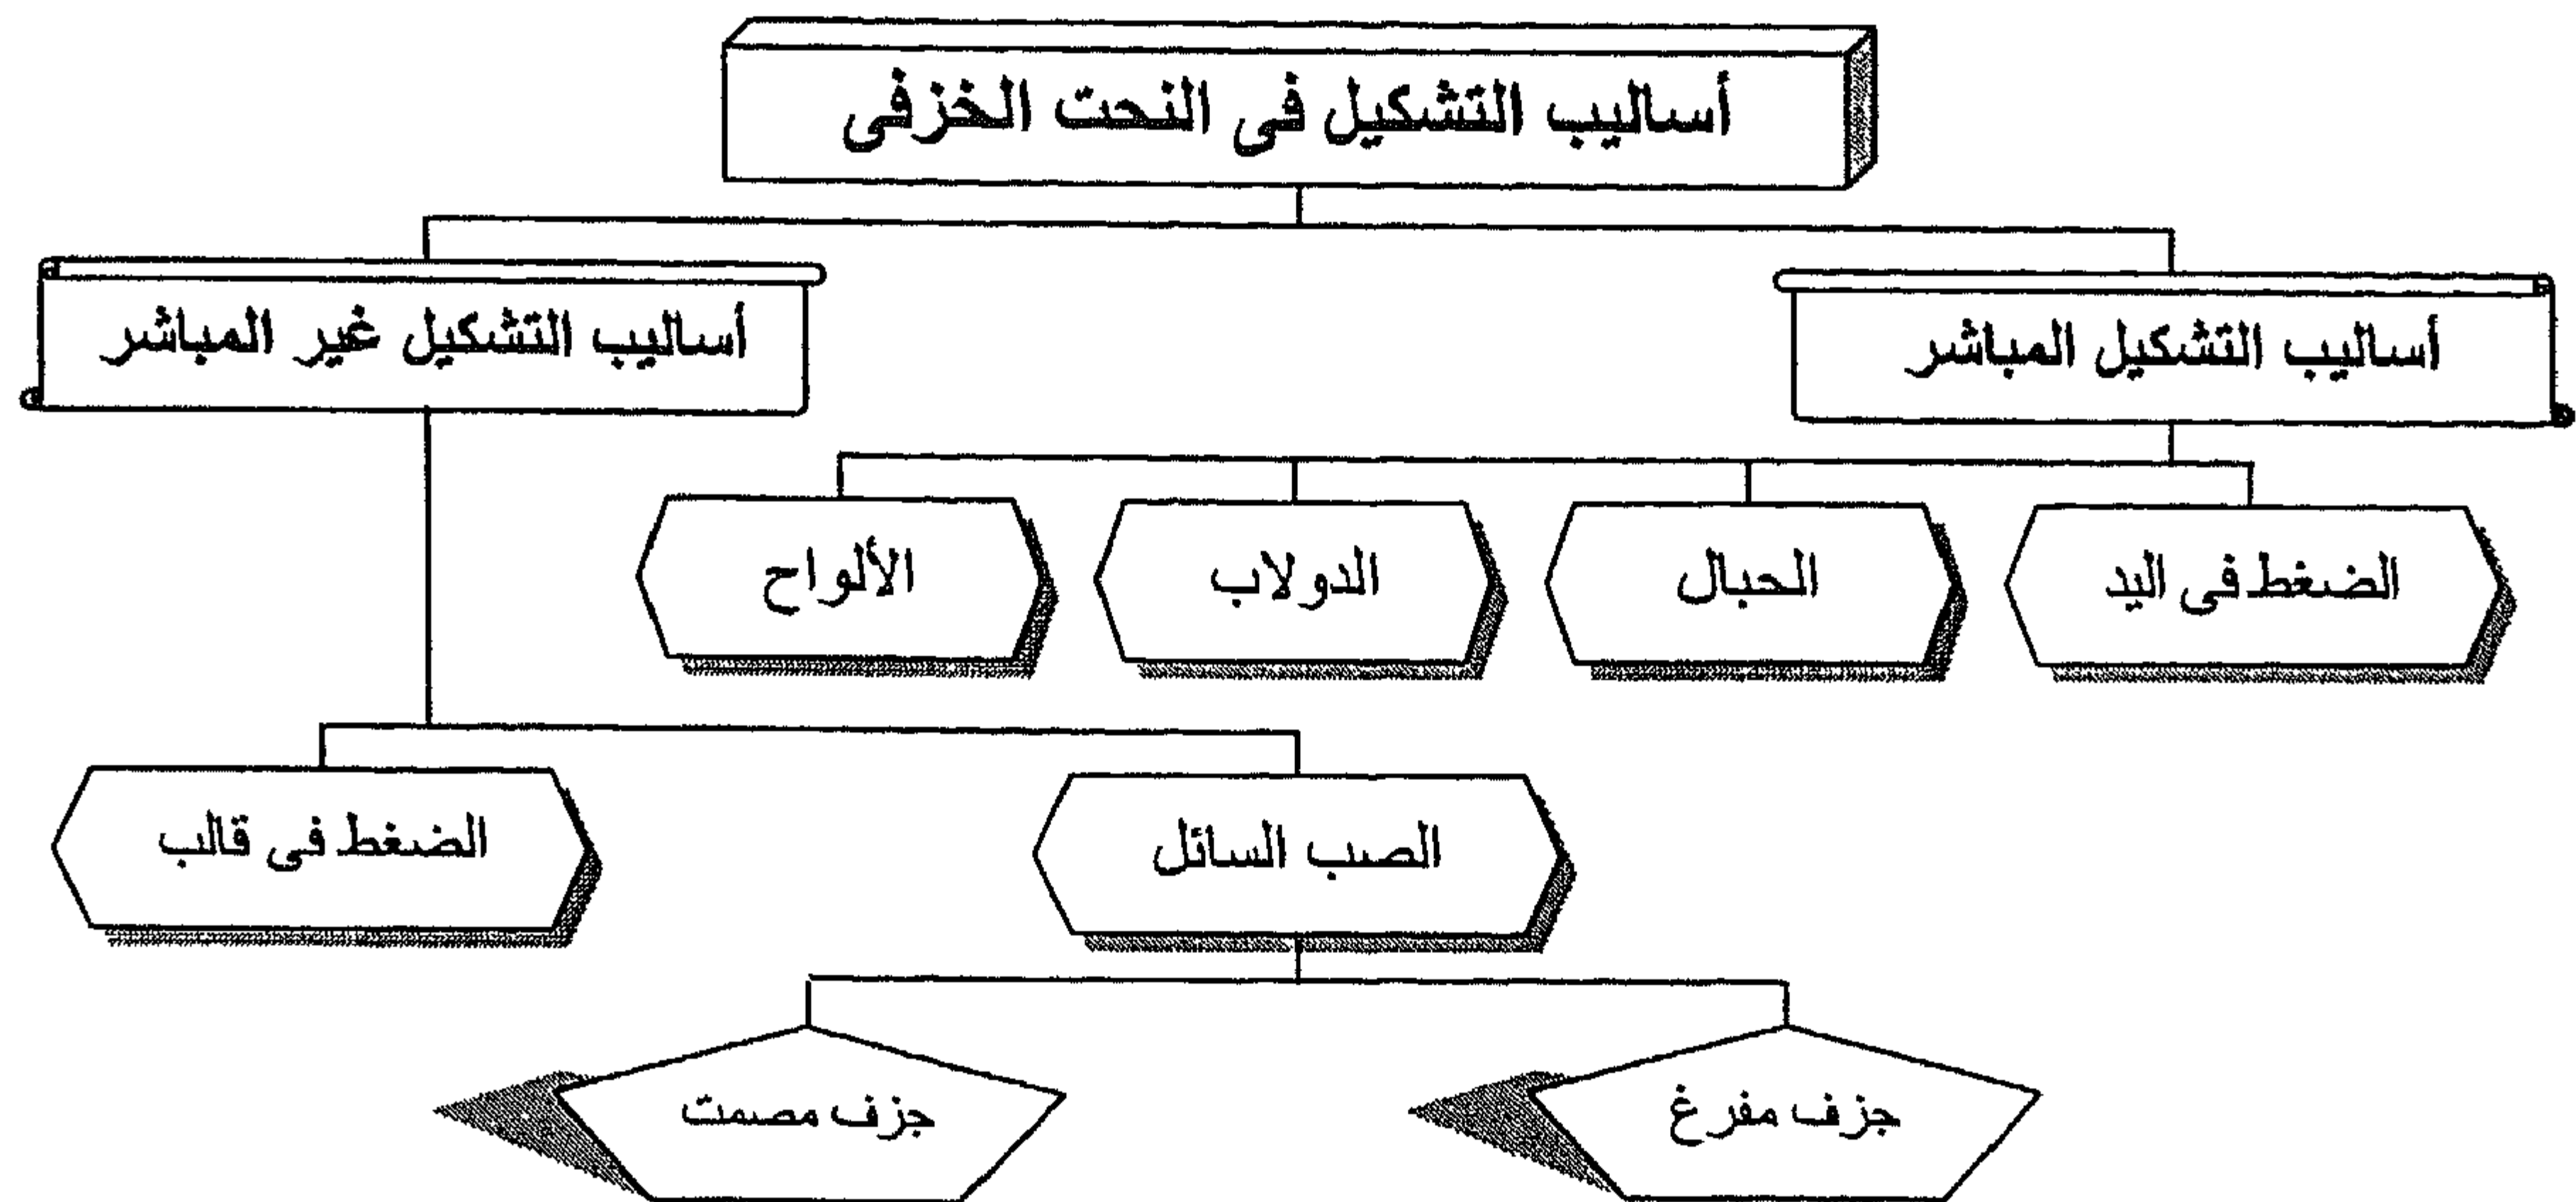 أساليب التشكيل فى النحت الخزفى
أساليب التشكيل المباشر
أساليب التشكيل غير المباشر
الضغط فى اليد
الحبال
الدولاب
الألواح
الصب السائل
الضغط فى قالب
جزف مفرغ
جزف مصمت